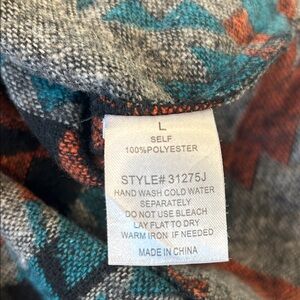 L
SELF
100%POLYESTER
STYLE# 31275J
HAND WASH COLD WATER
SEPARATELY
DO NOT USE BLEACH
LAY FLAT TO DRY
WARM IRON IF NEEDED
MADE IN CHINA